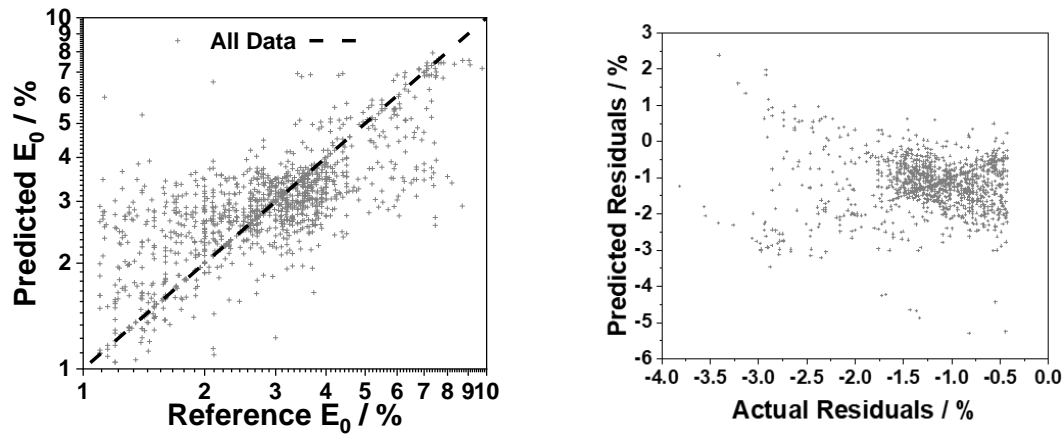 10
9
8
7
6
5
4
3
2
1
Predicted E0 / %
All Data
1 2 3 4 5 6 7 8 9 10
Reference E0 / %
3
2
1
0
-1
-2
-3
-4
-5
-6
Predicted Residuals / %
-4.0 -3.5 -3.0 -2.5 -2.0 -1.5 -1.0 -0.5 0.0
Actual Residuals / %